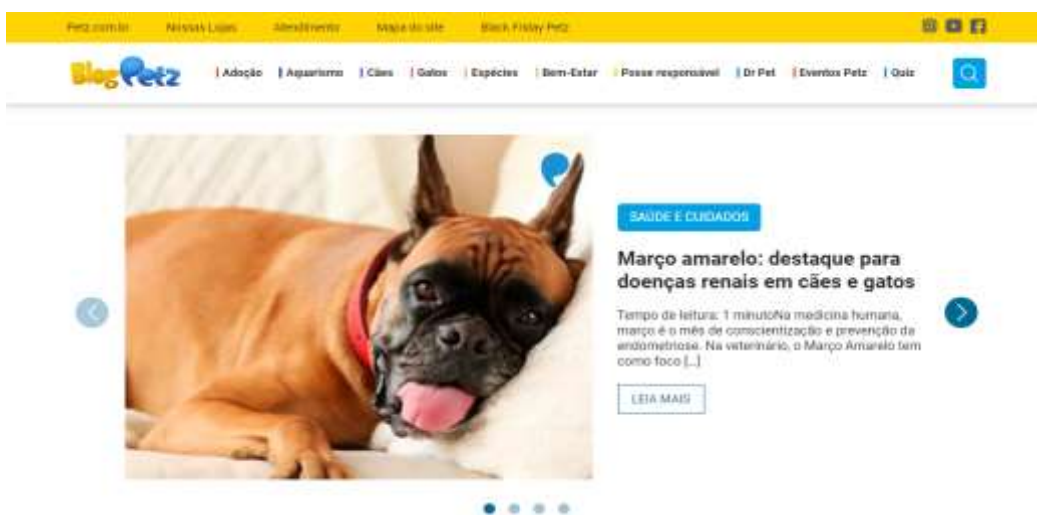 Petz.com.br Nossas Lojas Atendimento Mapa do site Black Friday Petz
Blog Petz Adoção Aquarismo Cães Gatos Espécies Bem-Estar Posse responsável Dr Pet Eventos Petz Quiz
SAÚDE E CUIDADOS
Março amarelo: destaque para
doenças renais em cães e gatos
Tempo de leitura: 1 minutoNa medicina humana,
março é o mês de conscientização e prevenção da
endometriose. Na veterinário, o Março Amarelo tem
como foco [...]
LEIA MAIS